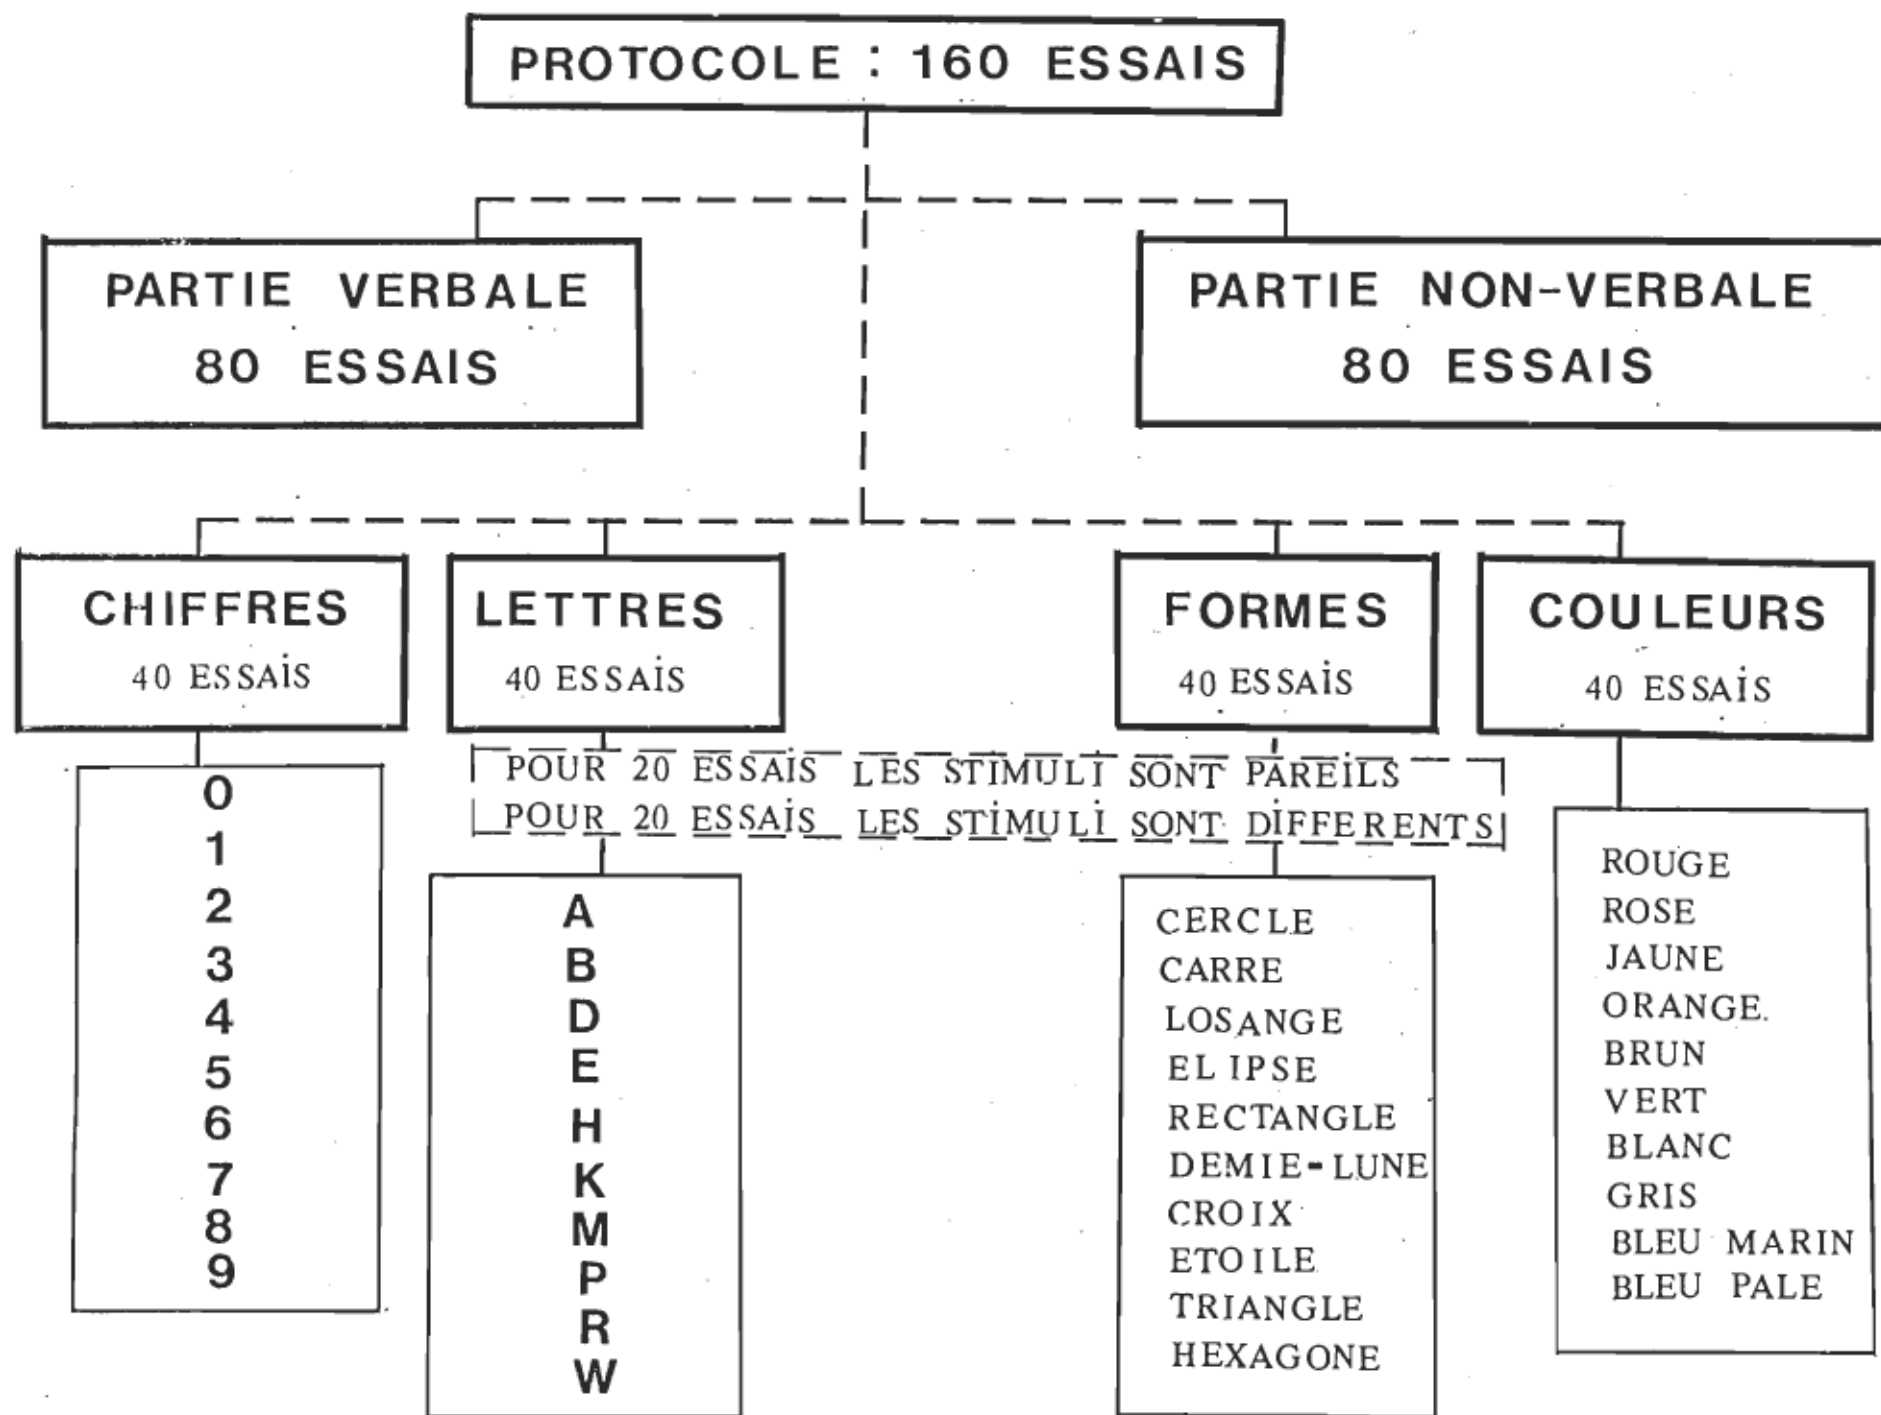 PROTOCOLE : 160 ESSAIS
PARTIE VERBALE
80 ESSAIS
PARTIE NON-VERBALE
80 ESSAIS
CHIFFRES
40 ESSAIS
LETTRES
40 ESSAIS
FORMES
40 ESSAIS
COULEURS
40 ESSAIS
POUR 20 ESSAIS LES STIMULI SONT PAREILS
POUR 20 ESSAIS LES STIMULI SONT DIFFERENTS
0
1
2
3
4
5
6
7
8
9
A
B
D
E
H
K
M
P
R
W
CERCLE
CARRE
LOSANGE
ELIPSE
RECTANGLE
DEMIE-LUNE
CROIX
ETOILE
TRIANGLE
HEXAGONE
ROUGE
ROSE
JAUNE
ORANGE
BRUN
VERT
BLANC
GRIS
BLEU MARIN
BLEU PALE